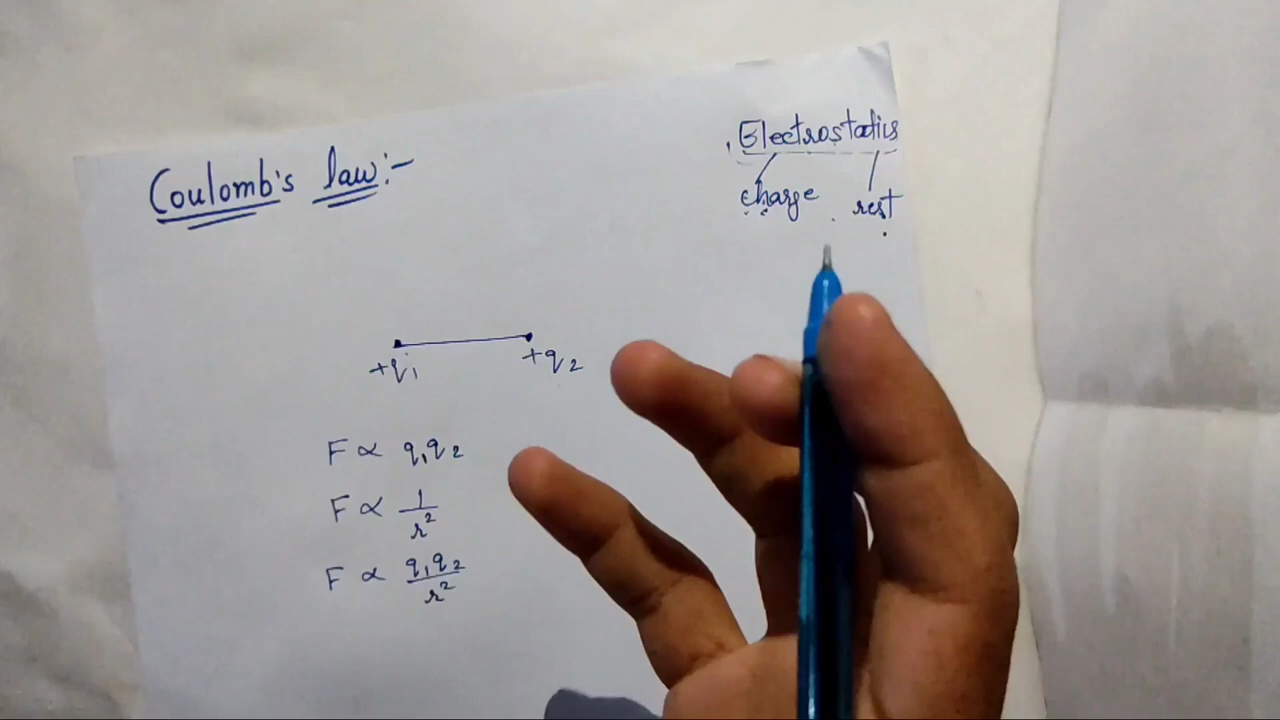 Coulomb's law:-
Electrostatics
charge rest
+q₁ +q₂
F ∝ q₁q₂
F ∝ 1/r²
F ∝ q₁q₂/r²